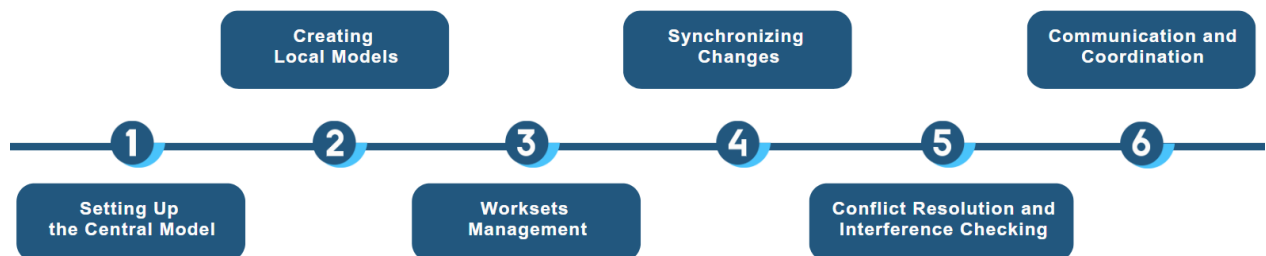 1
Setting Up
the Central Model
2
Creating
Local Models
3
Worksets
Management
4
Synchronizing
Changes
5
Conflict Resolution and
Interference Checking
6
Communication and
Coordination